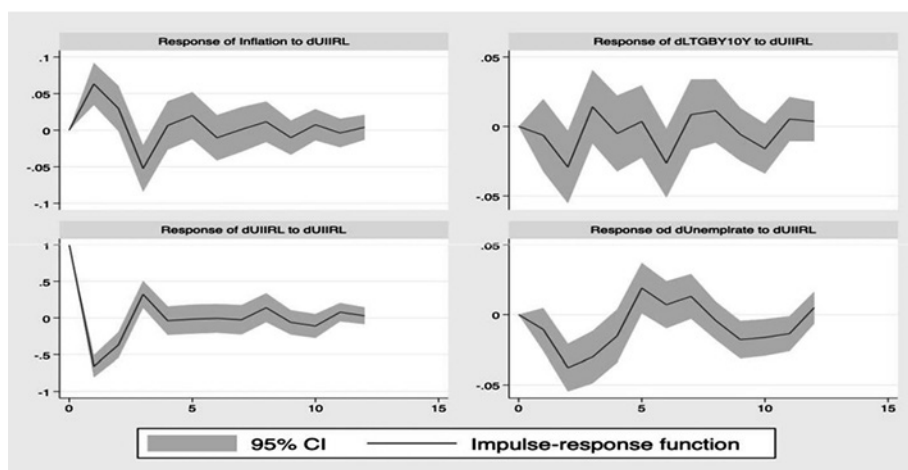 Response of Inflation to dUIIRL
.1
.05
0
-.05
-.1
Response of dLTGBY10Y to dUIIRL
.05
0
-.05
Response of dUIIRL to dUIIRL
1
.5
0
-.5
-1
0 5 10 15
Response od dUnemplrate to dUIIRL
.05
0
-.05
0 5 10 15
95% CI Impulse-response function